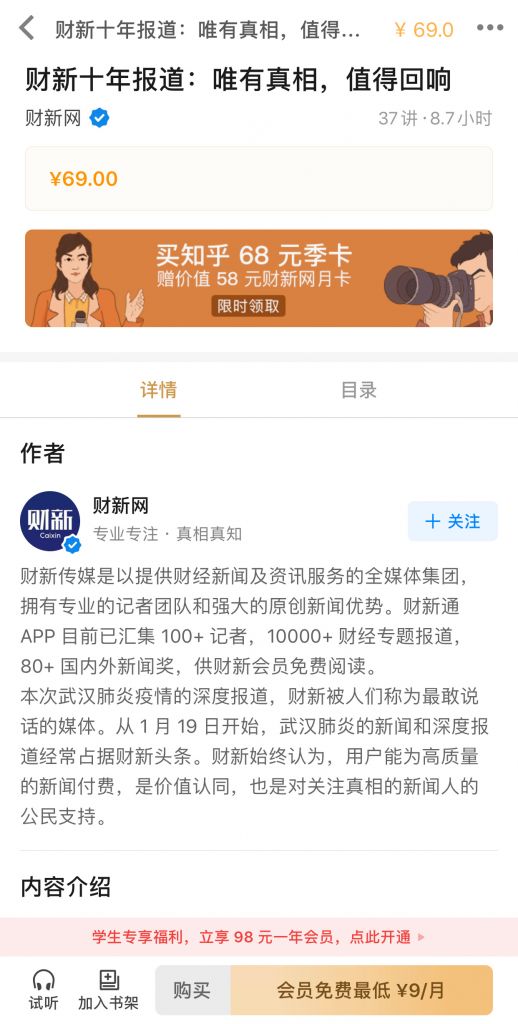 财新十年报道：唯有真相，值得...
¥ 69.0
财新十年报道：唯有真相，值得回响
财新网
37 讲 · 8.7 小时
¥69.00
买知乎 68 元季卡
赠价值 58 元财新网月卡
限时领取
详情
目录
作者
财新
Caixin
财新网
专业专注 · 真相真知
＋ 关注
财新传媒是以提供财经新闻及资讯服务的全媒体集团，
拥有专业的记者团队和强大的原创新闻优势。财新通
APP 目前已汇集 100+ 记者，10000+ 财经专题报道，
80+ 国内外新闻奖，供财新会员免费阅读。
本次武汉肺炎疫情的深度报道，财新被人们称为最敢说
话的媒体。从 1 月 19 日开始，武汉肺炎的新闻和深度报
道经常占据财新头条。财新始终认为，用户能为高质量
的新闻付费，是价值认同，也是对关注真相的新闻人的
公民支持。
内容介绍
学生专享福利，立享 98 元一年会员，点此开通
试听
加入书架
购买
会员免费最低 ¥9/月